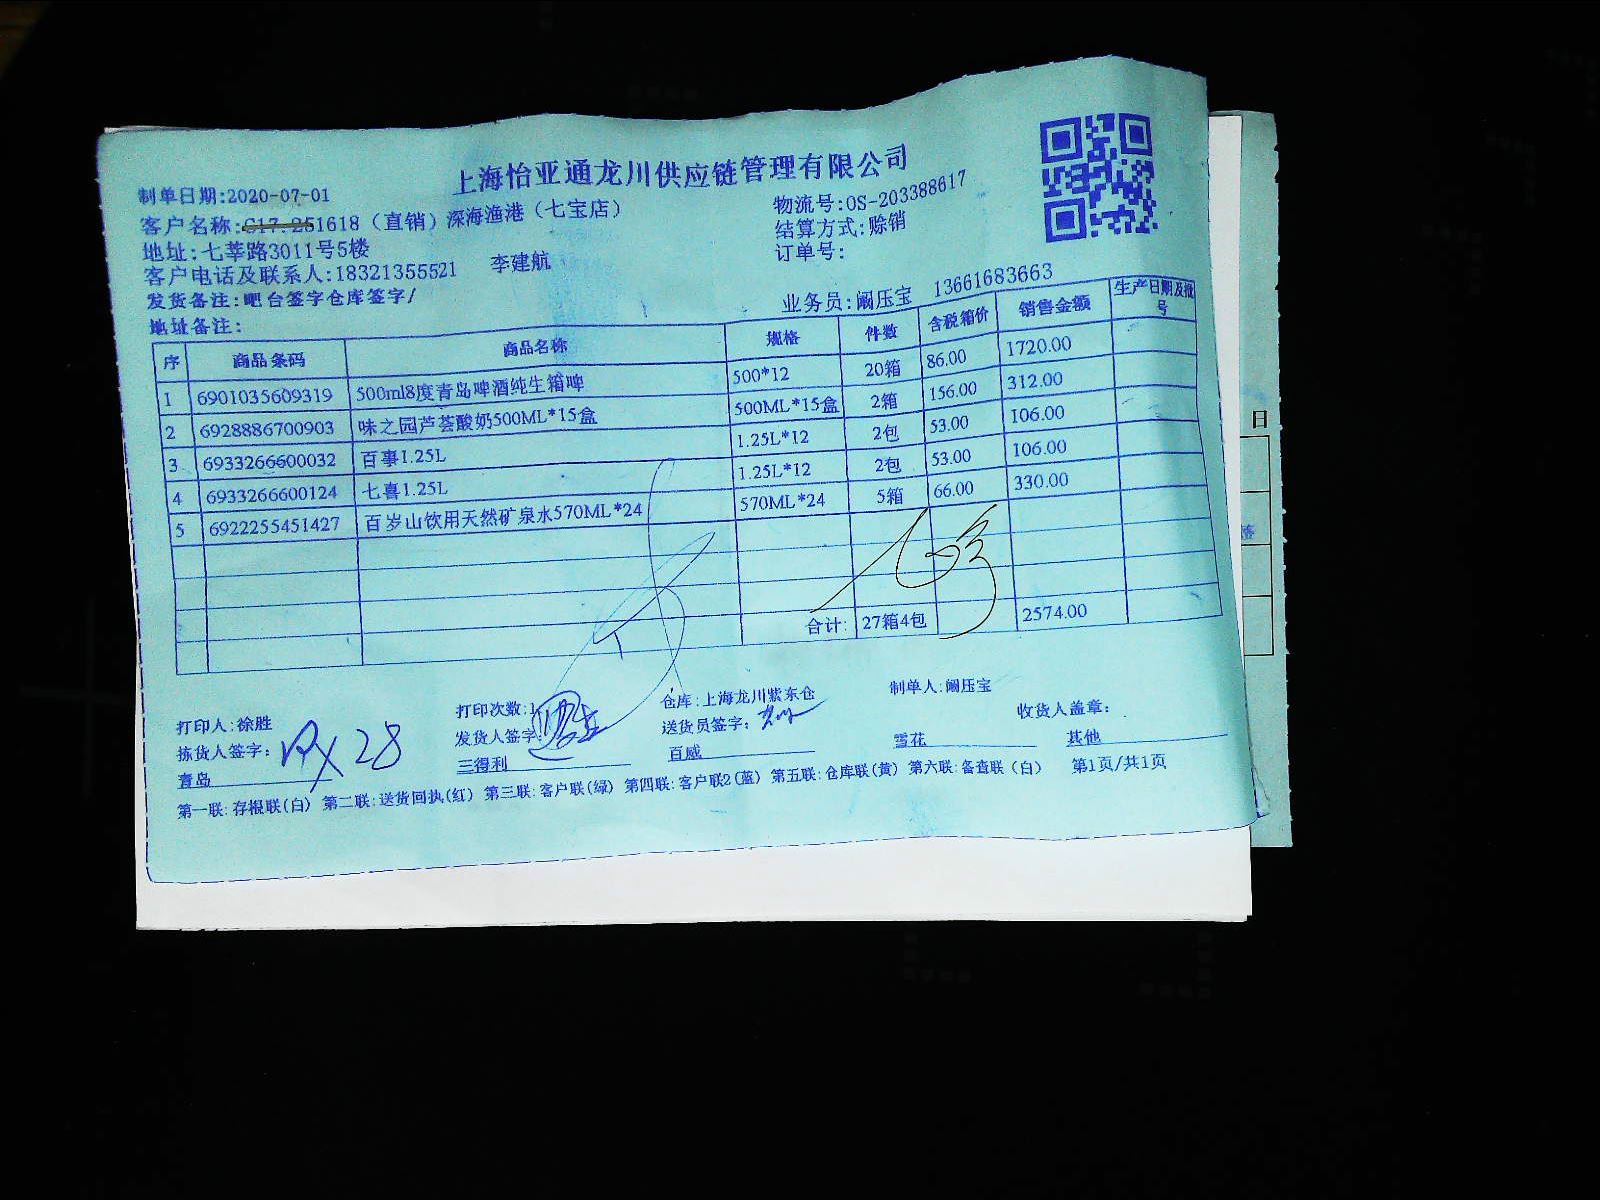 上海怡亚通龙川供应链管理有限公司
制单日期:2020-07-01
物流号:OS-203388617
客户名称:C17.251618（直销）深海渔港（七宝店）
结算方式:赊销
地址:七莘路3011号5楼
订单号:
客户电话及联系人:18321355521 李建航
发货备注:吧台签字仓库签字/
业务员:阚压宝 13661683663
地址备注:
序 商品条码 商品名称 规格 件数 含税箱价 销售金额 生产日期及批号
1 6901035609319 500ml8度青岛啤酒纯生箱啤 500*12 20箱 86.00 1720.00
2 6928886700903 味之园芦荟酸奶500ML*15盒 500ML*15盒 2箱 156.00 312.00
3 6933266600032 百事1.25L 1.25L*12 2包 53.00 106.00
4 6933266600124 七喜1.25L 1.25L*12 2包 53.00 106.00
5 6922255451427 百岁山饮用天然矿泉水570ML*24 570ML*24 5箱 66.00 330.00
合计: 27箱4包 2574.00
打印人:徐胜 打印次数:1 仓库:上海龙川紫东仓 制单人:阚压宝
拣货人签字: 28 发货人签字: 送货员签字: 收货人盖章:
青岛 三得利 百威 雪花 其他
第一联:存根联(白) 第二联:送货回执(红) 第三联:客户联(绿) 第四联:客户联2(蓝) 第五联:仓库联(黄) 第六联:备查联（白） 第1页/共1页
日